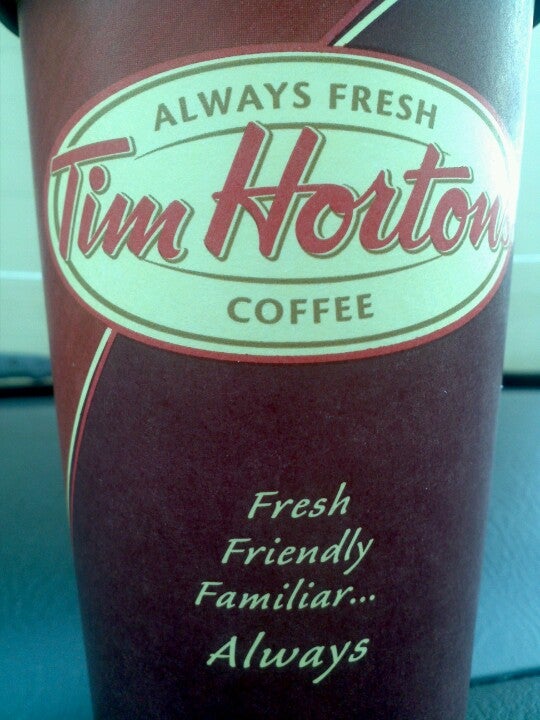 ALWAYS FRESH
Tim Hortons
COFFEE
Fresh
Friendly
Familiar...
Always